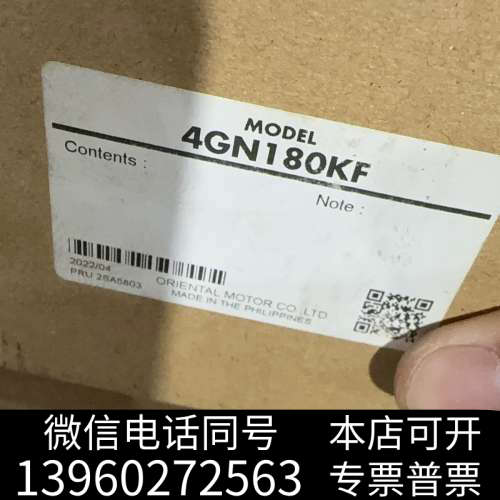 MODEL
4GN180KF
Contents :
Note :
2022/04
PRU 28A5803
ORIENTAL MOTOR CO.,LTD
MADE IN THE PHILIPPINES
微信电话同号
本店可开
13960272563
专票普票